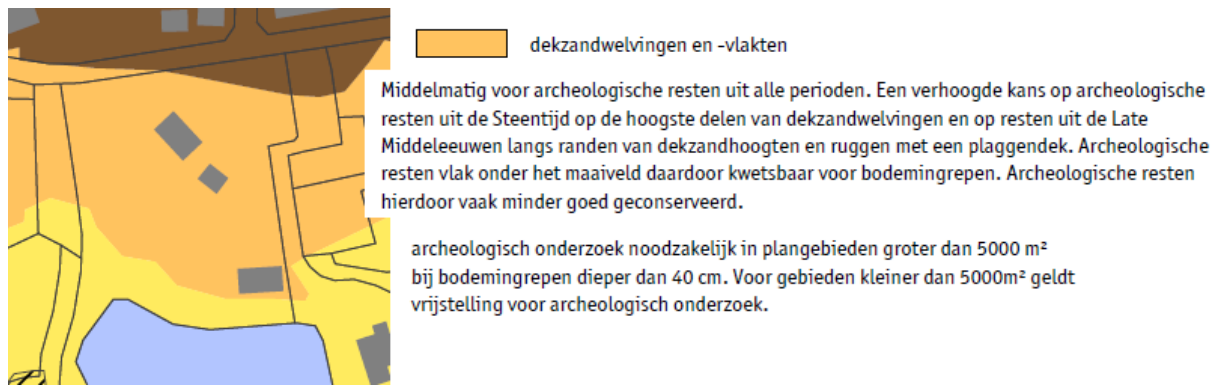 dekzandwelvingen en -vlakten
Middelmatig voor archeologische resten uit alle perioden. Een verhoogde kans op archeologische
resten uit de Steentijd op de hoogste delen van dekzandwelvingen en op resten uit de Late
Middeleeuwen langs randen van dekzandhoogten en ruggen met een plaggendek. Archeologische
resten vlak onder het maaiveld daardoor kwetsbaar voor bodemingrepen. Archeologische resten
hierdoor vaak minder goed geconserveerd.
archeologisch onderzoek noodzakelijk in plangebieden groter dan 5000 m²
bij bodemingrepen dieper dan 40 cm. Voor gebieden kleiner dan 5000m² geldt
vrijstelling voor archeologisch onderzoek.